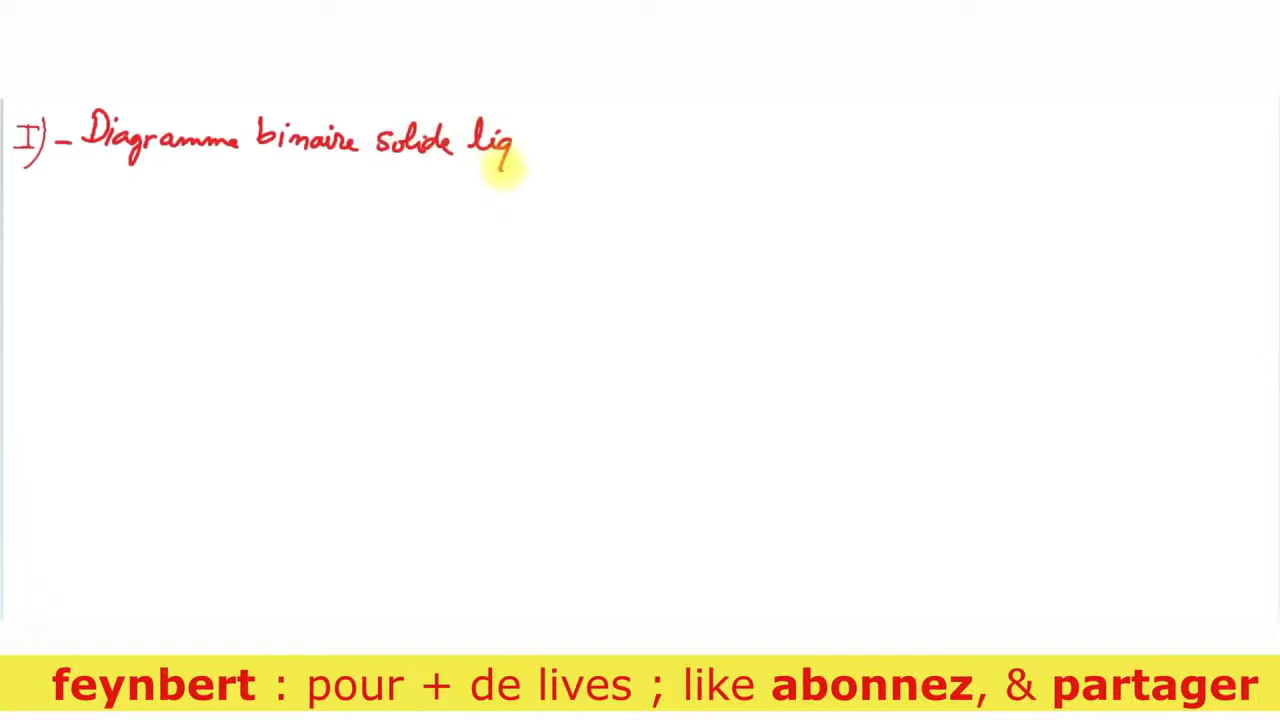 I)- Diagramme binaire solide liq
feynbert : pour + de lives ; like abonnez, & partager